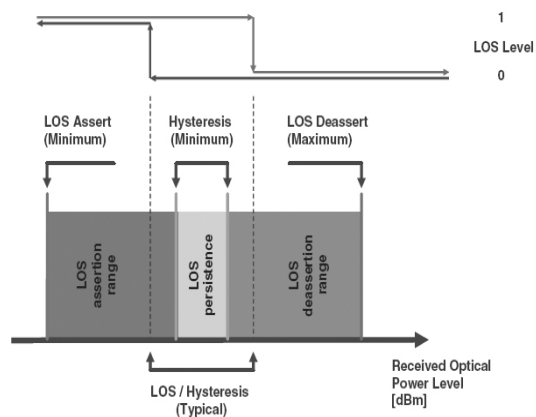 1
LOS Level
0
LOS Assert
(Minimum)
Hysteresis
(Minimum)
LOS Deassert
(Maximum)
LOS
assertion
range
LOS
persistence
LOS
deassertion
range
Received Optical
Power Level
[dBm]
LOS / Hysteresis
(Typical)